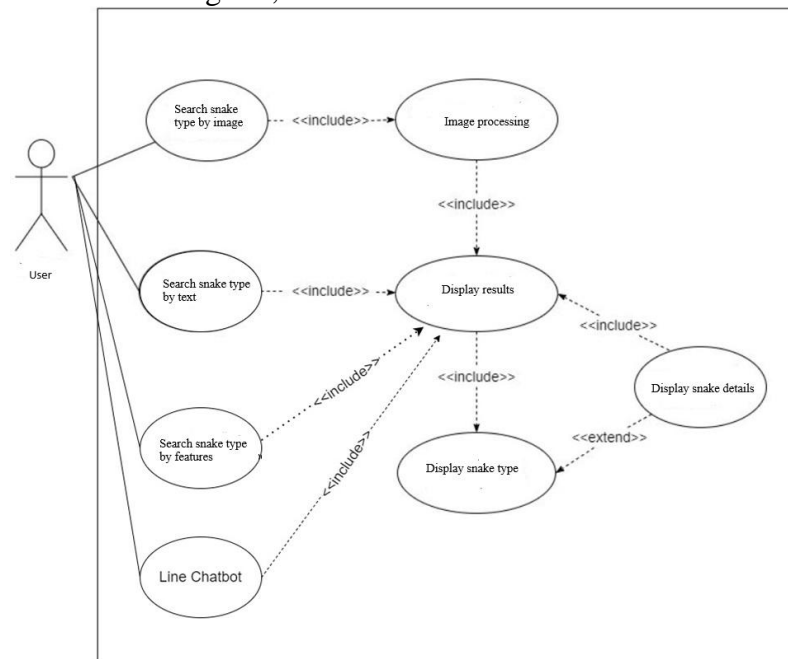 Search snake
type by image
<<include>>
Image processing
<<include>>
User
Search snake type
by text
<<include>>
Display results
<<include>>
<<include>>
<<include>>
Display snake details
Search snake type
by features
<<include>>
<<extend>>
Display snake type
Line Chatbot